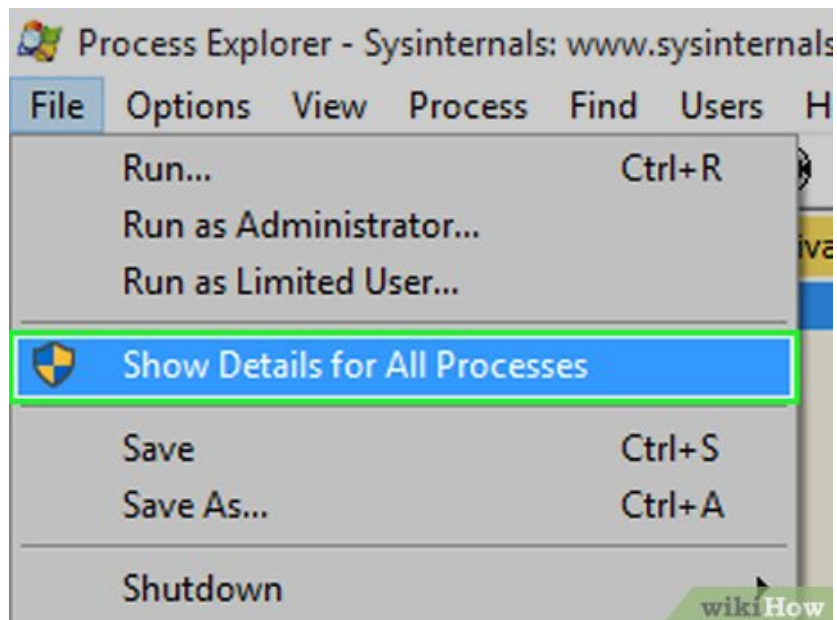 Process Explorer - Sysinternals: www.sysinternals
File Options View Process Find Users H
Run... Ctrl+R
Run as Administrator...
iva
Run as Limited User...
Show Details for All Processes
Save Ctrl+S
Save As... Ctrl+A
Shutdown
wikiHow